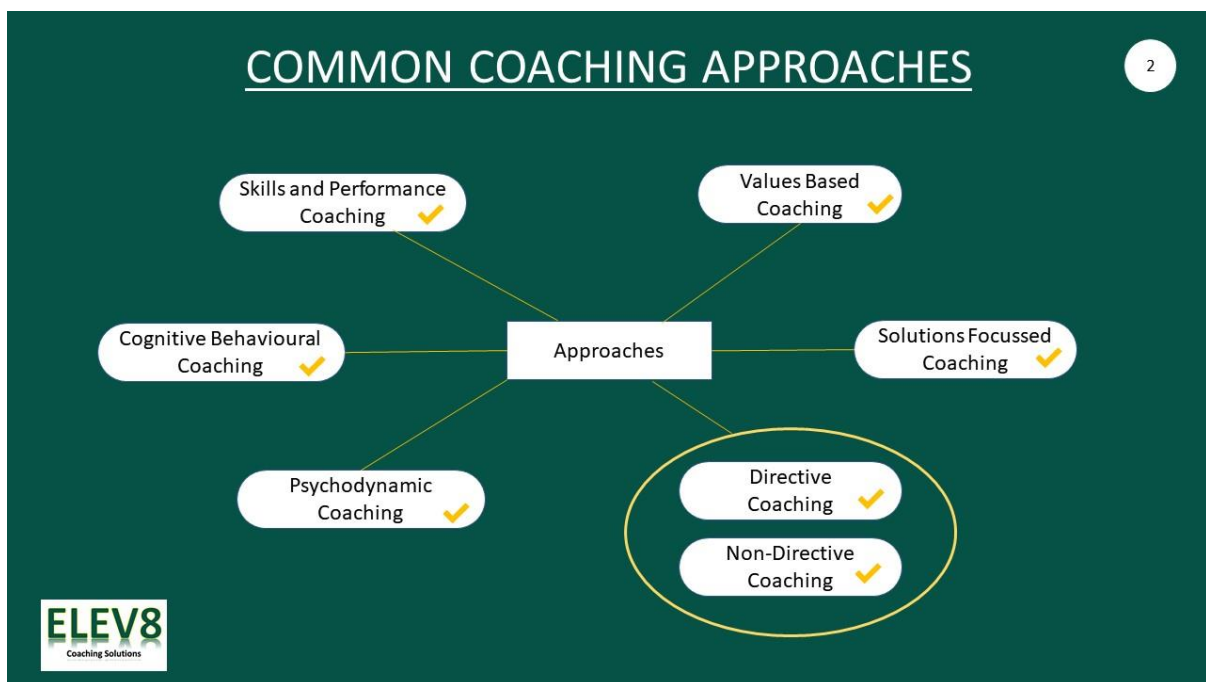 COMMON COACHING APPROACHES
2
Skills and Performance
Coaching
Values Based
Coaching
Cognitive Behavioural
Coaching
Approaches
Solutions Focussed
Coaching
Psychodynamic
Coaching
Directive
Coaching
Non-Directive
Coaching
ELEV8
Coaching Solutions